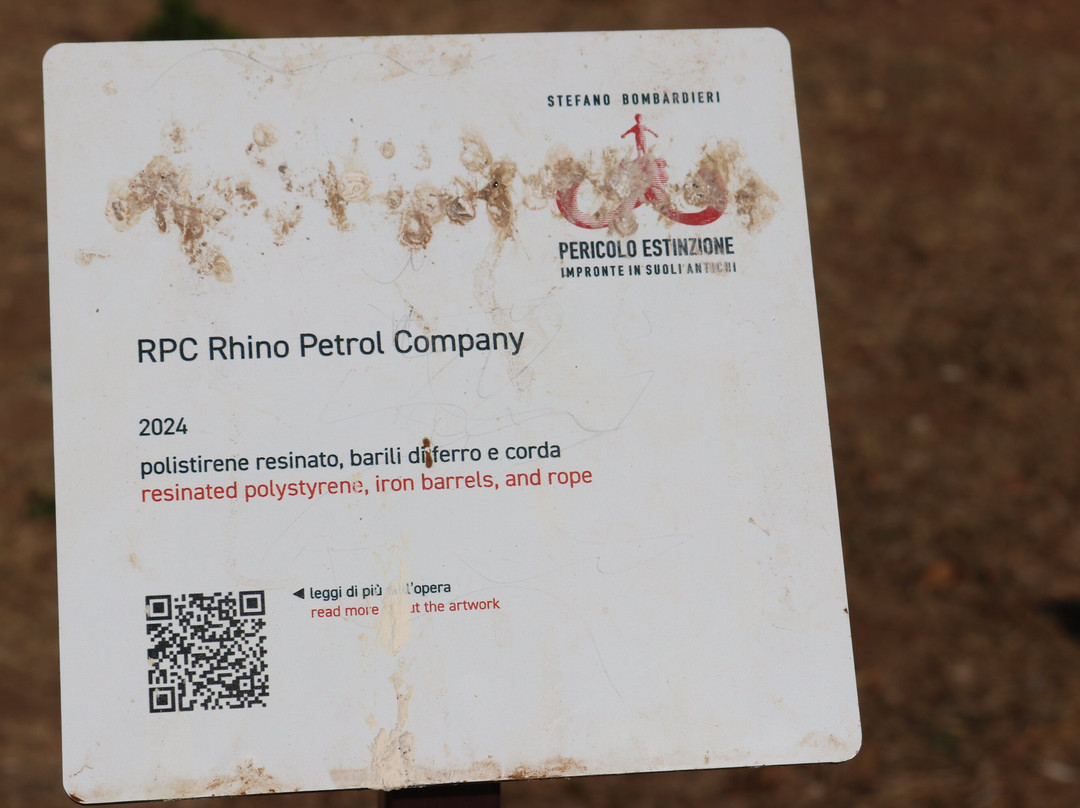 STEFANO BOMBARDIERI
PERICOLO ESTINZIONE
IMPRONTE IN SUOLI ANTICHI
RPC Rhino Petrol Company
2024
polistirene resinato, barili di ferro e corda
resinated polystyrene, iron barrels, and rope
◀ leggi di più l'opera
read more the artwork